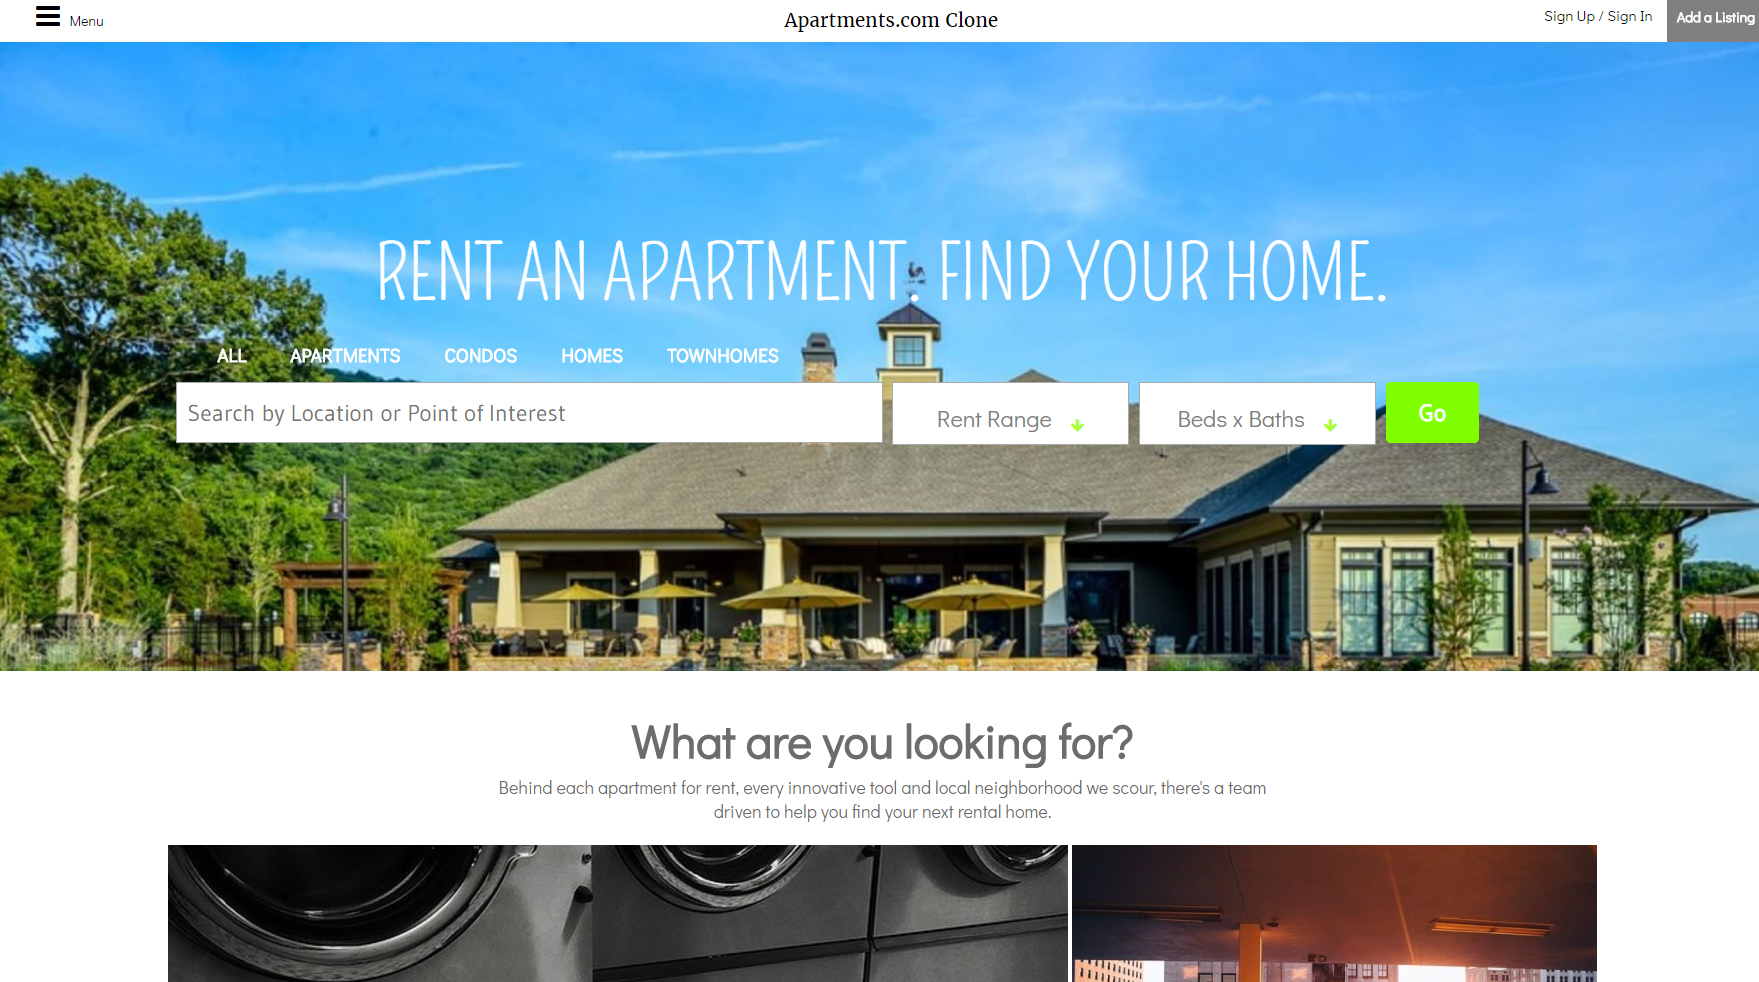 Menu
Apartments.com Clone
Sign Up / Sign In
Add a Listing
RENT AN APARTMENT. FIND YOUR HOME.
ALL APARTMENTS CONDOS HOMES TOWNHOMES
Search by Location or Point of Interest
Rent Range
Beds x Baths
Go
What are you looking for?
Behind each apartment for rent, every innovative tool and local neighborhood we scour, there's a team
driven to help you find your next rental home.